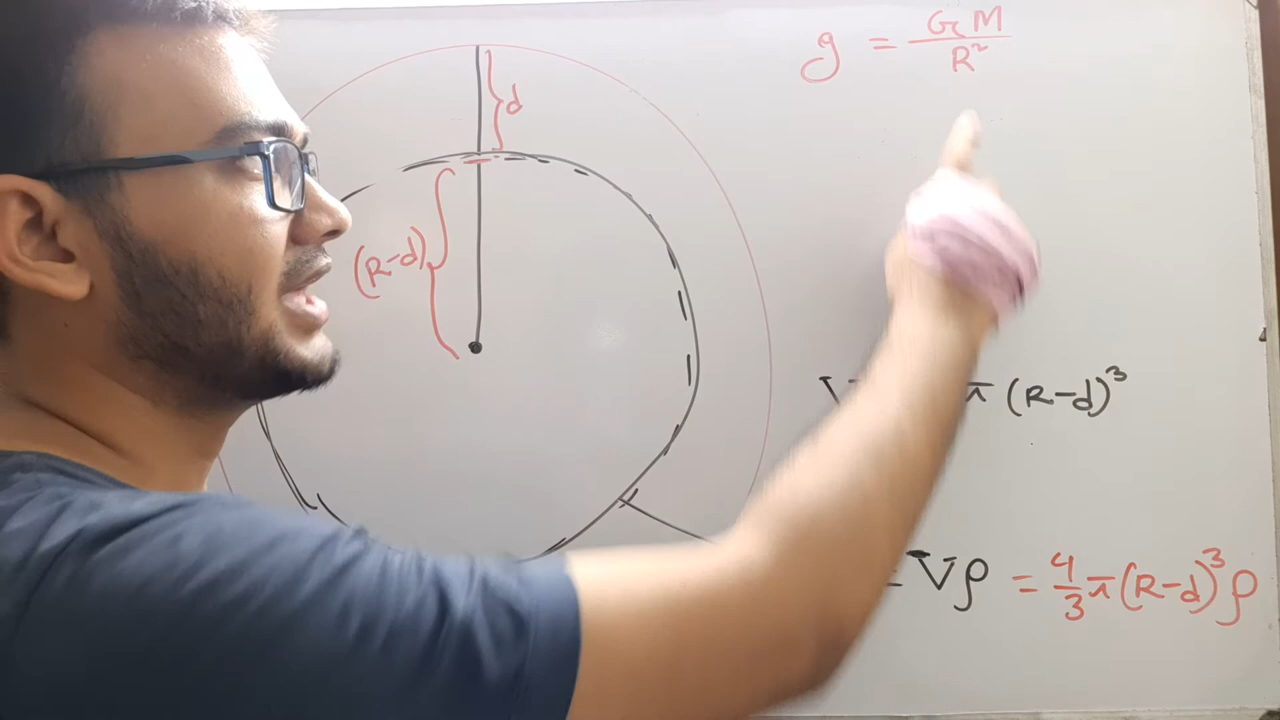 g = GM / R²
d
(R-d)
V π (R-d)³
= Vρ = 4/3 π (R-d)³ ρ